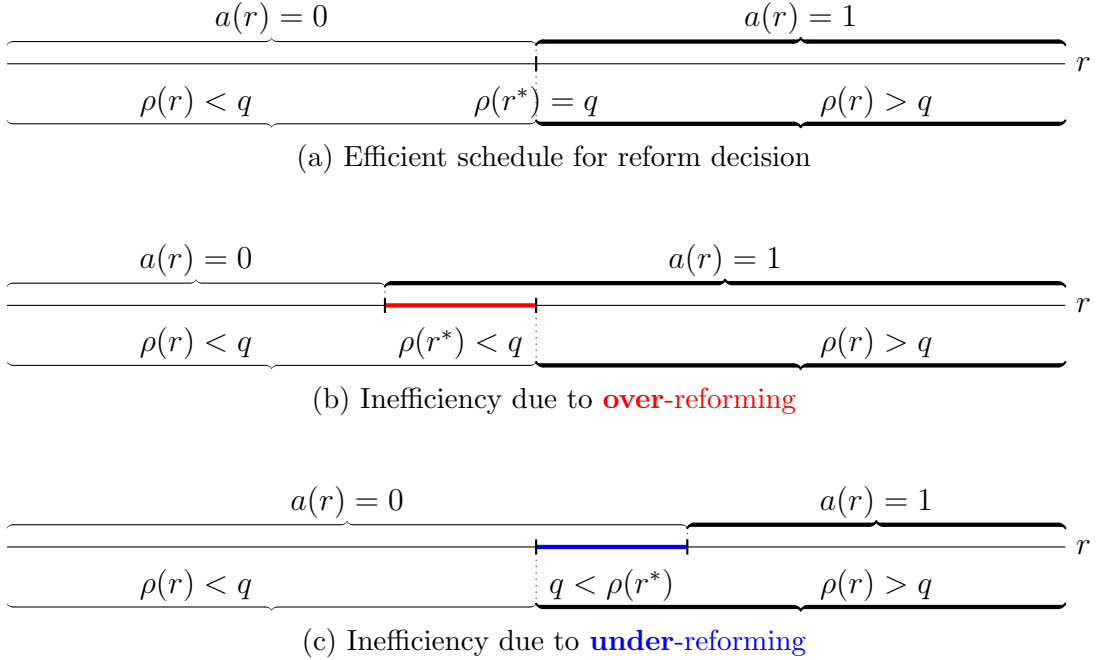 a(r) = 0 a(r) = 1
r
ρ(r) < q ρ(r*) = q ρ(r) > q
(a) Efficient schedule for reform decision
a(r) = 0 a(r) = 1
r
ρ(r) < q ρ(r*) < q ρ(r) > q
(b) Inefficiency due to over-reforming
a(r) = 0 a(r) = 1
r
ρ(r) < q q < ρ(r*) ρ(r) > q
(c) Inefficiency due to under-reforming